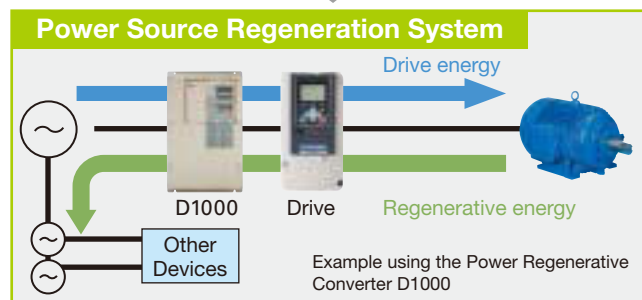 Power Source Regeneration System
Drive energy
D1000
Drive
Regenerative energy
Other
Devices
Example using the Power Regenerative
Converter D1000